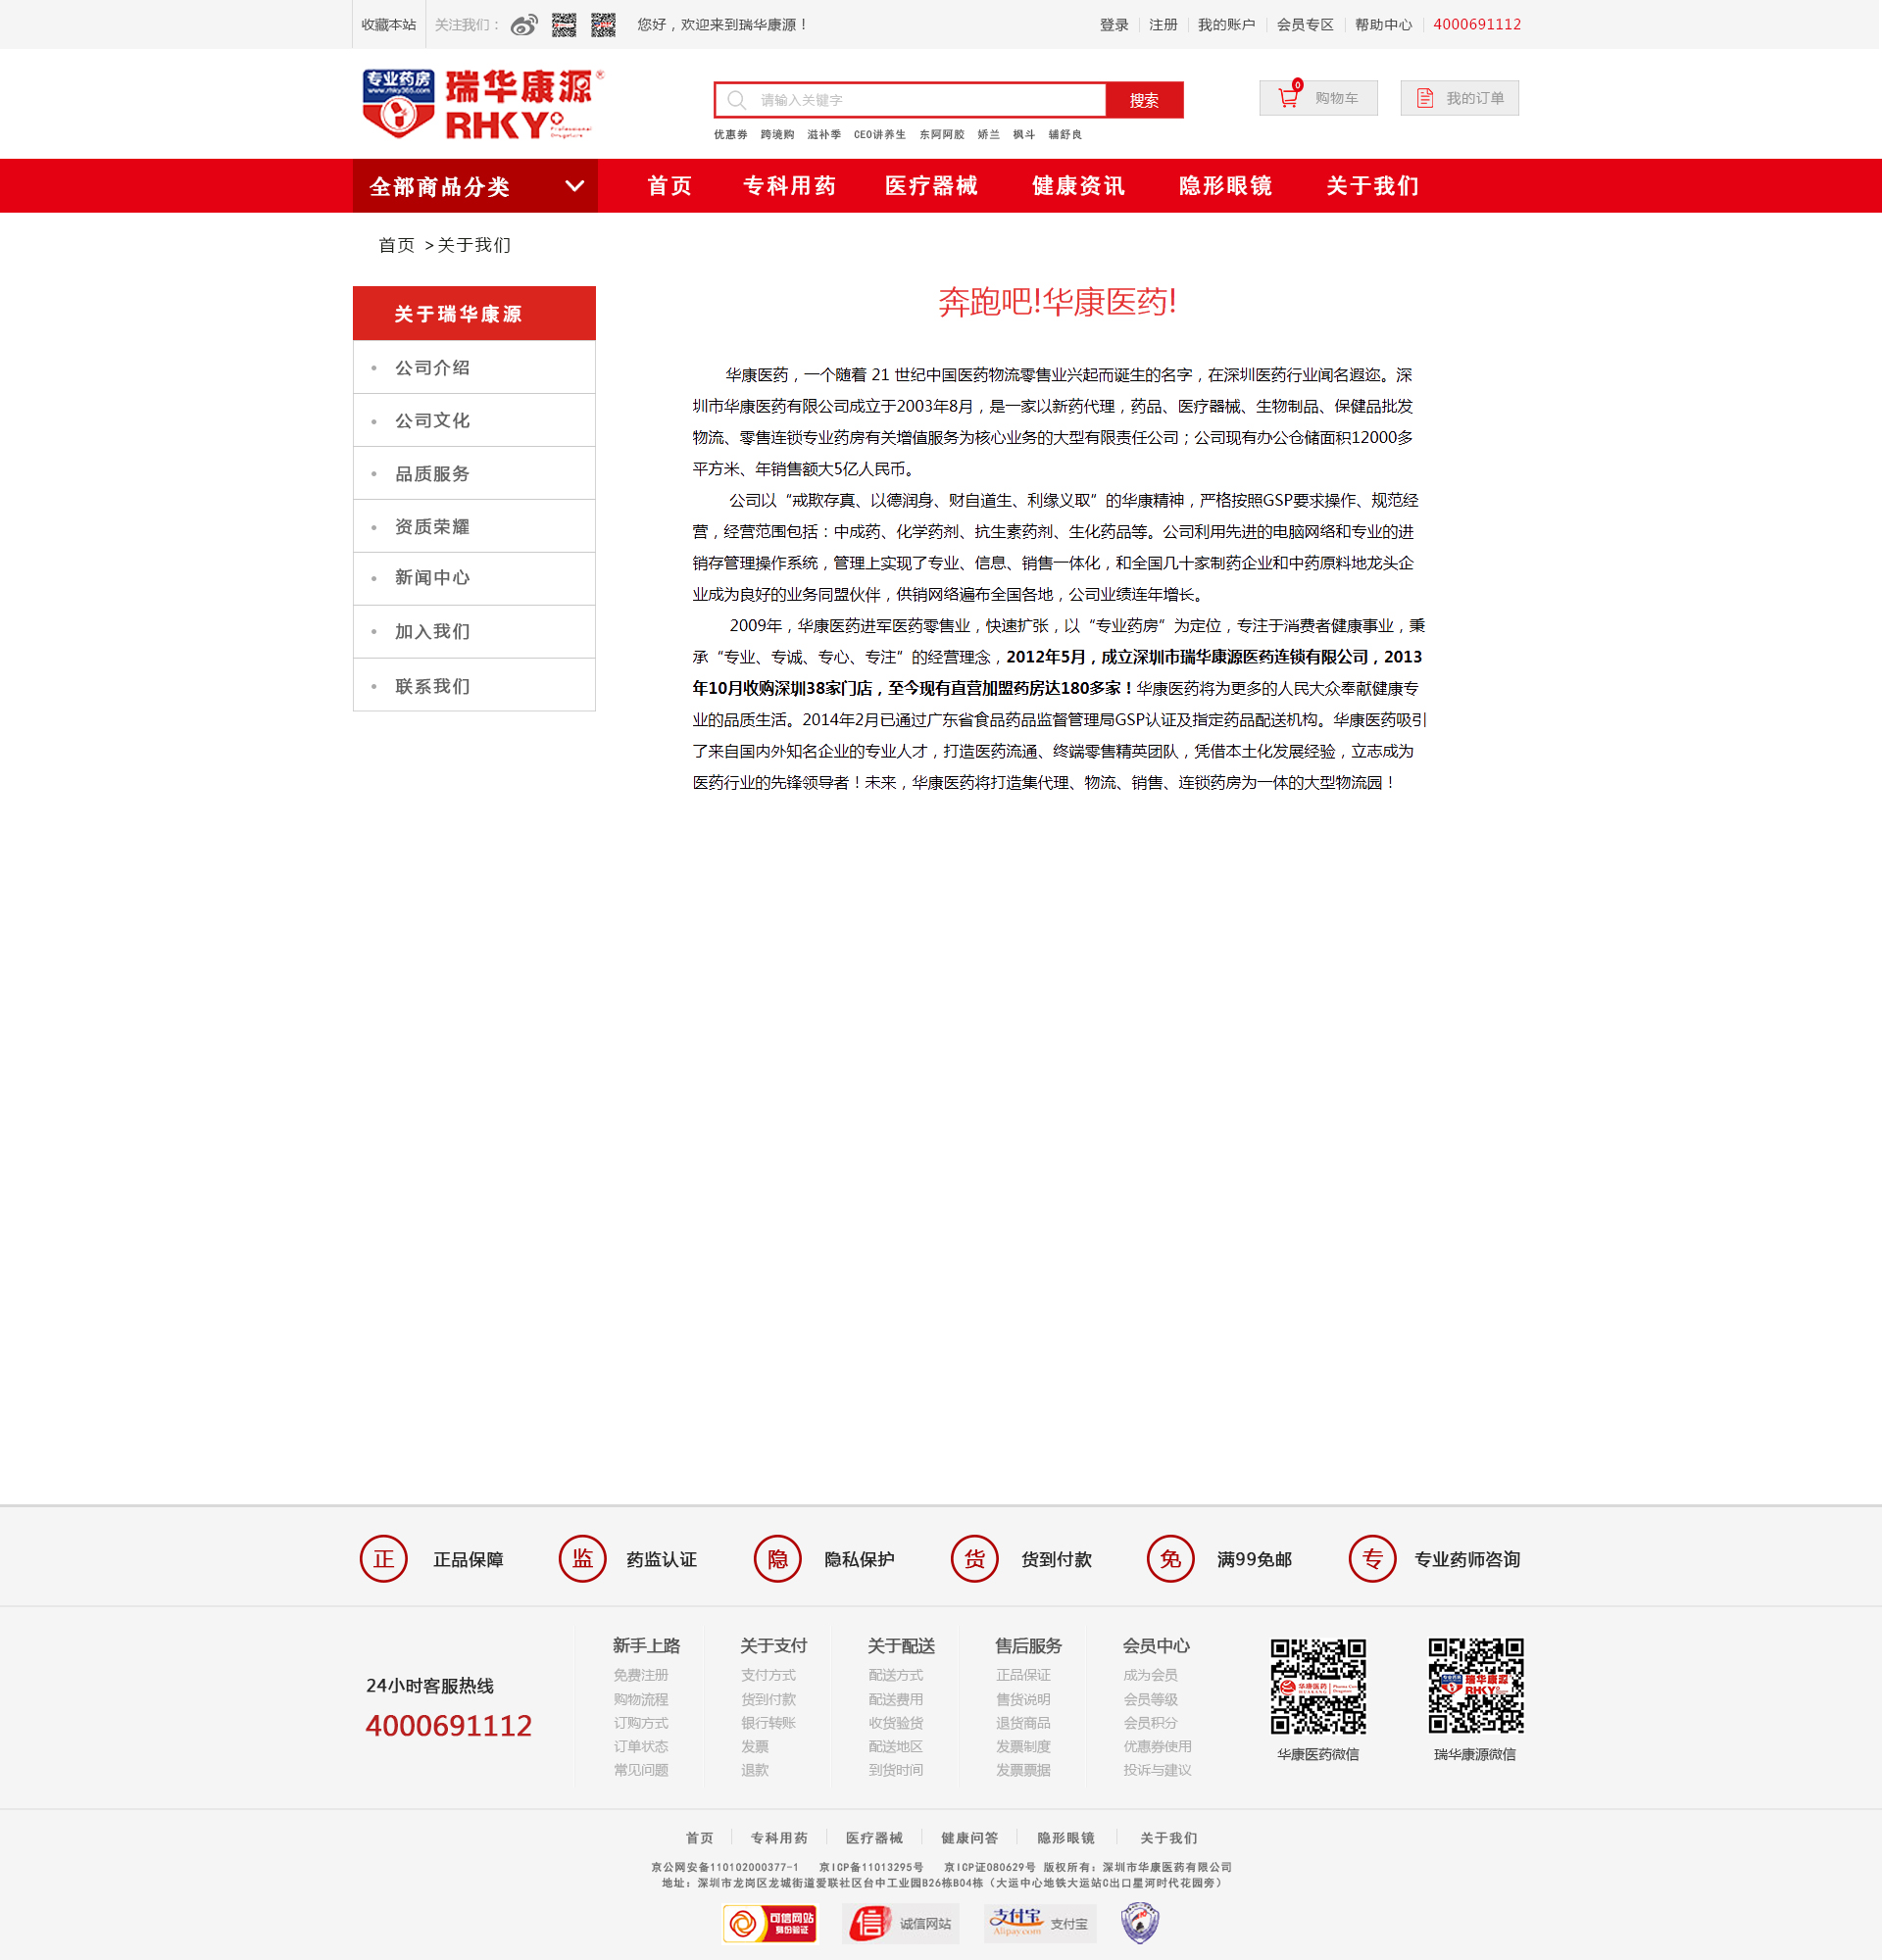 收藏本站 关注我们： 您好，欢迎来到瑞华康源！ 登录 注册 我的账户 会员专区 帮助中心 4000691112
专业药房 www.rhky365.com 瑞华康源® RHKY Professional Drugstore
请输入关键字 搜索 0 购物车 我的订单
优惠券 跨境购 滋补季 CEO讲养生 东阿阿胶 娇兰 枫斗 辅舒良
全部商品分类 首页 专科用药 医疗器械 健康资讯 隐形眼镜 关于我们
首页 >关于我们
关于瑞华康源
公司介绍
公司文化
品质服务
资质荣耀
新闻中心
加入我们
联系我们
奔跑吧!华康医药!
华康医药，一个随着 21 世纪中国医药物流零售业兴起而诞生的名字，在深圳医药行业闻名遐迩。深
圳市华康医药有限公司成立于2003年8月，是一家以新药代理，药品、医疗器械、生物制品、保健品批发
物流、零售连锁专业药房有关增值服务为核心业务的大型有限责任公司；公司现有办公仓储面积12000多
平方米、年销售额大5亿人民币。
公司以“戒欺存真、以德润身、财自道生、利缘义取”的华康精神，严格按照GSP要求操作、规范经
营，经营范围包括：中成药、化学药剂、抗生素药剂、生化药品等。公司利用先进的电脑网络和专业的进
销存管理操作系统，管理上实现了专业、信息、销售一体化，和全国几十家制药企业和中药原料地龙头企
业成为良好的业务同盟伙伴，供销网络遍布全国各地，公司业绩连年增长。
2009年，华康医药进军医药零售业，快速扩张，以“专业药房”为定位，专注于消费者健康事业，秉
承“专业、专诚、专心、专注”的经营理念，2012年5月，成立深圳市瑞华康源医药连锁有限公司，2013
年10月收购深圳38家门店，至今现有直营加盟药房达180多家！华康医药将为更多的人民大众奉献健康专
业的品质生活。2014年2月已通过广东省食品药品监督管理局GSP认证及指定药品配送机构。华康医药吸引
了来自国内外知名企业的专业人才，打造医药流通、终端零售精英团队，凭借本土化发展经验，立志成为
医药行业的先锋领导者！未来，华康医药将打造集代理、物流、销售、连锁药房为一体的大型物流园！
正 正品保障 监 药监认证 隐 隐私保护 货 货到付款 免 满99免邮 专 专业药师咨询
24小时客服热线
4000691112
新手上路 关于支付 关于配送 售后服务 会员中心
免费注册 支付方式 配送方式 正品保证 成为会员
购物流程 货到付款 配送费用 售货说明 会员等级
订购方式 银行转账 收货验货 退货商品 会员积分
订单状态 发票 配送地区 发票制度 优惠券使用
常见问题 退款 到货时间 发票票据 投诉与建议
华康医药
瑞华康源 RHKY
华康医药微信 瑞华康源微信
首页 专科用药 医疗器械 健康问答 隐形眼镜 关于我们
京公网安备110102000377-1 京ICP备11013295号 京ICP证080629号 版权所有：深圳市华康医药有限公司
地址：深圳市龙岗区龙城街道爱联社区台中工业园B26栋B04栋（大运中心地铁大运站C出口星河时代花园旁）
可信网站 身份验证 信 诚信网站 支付宝 Alipay.com 支付宝